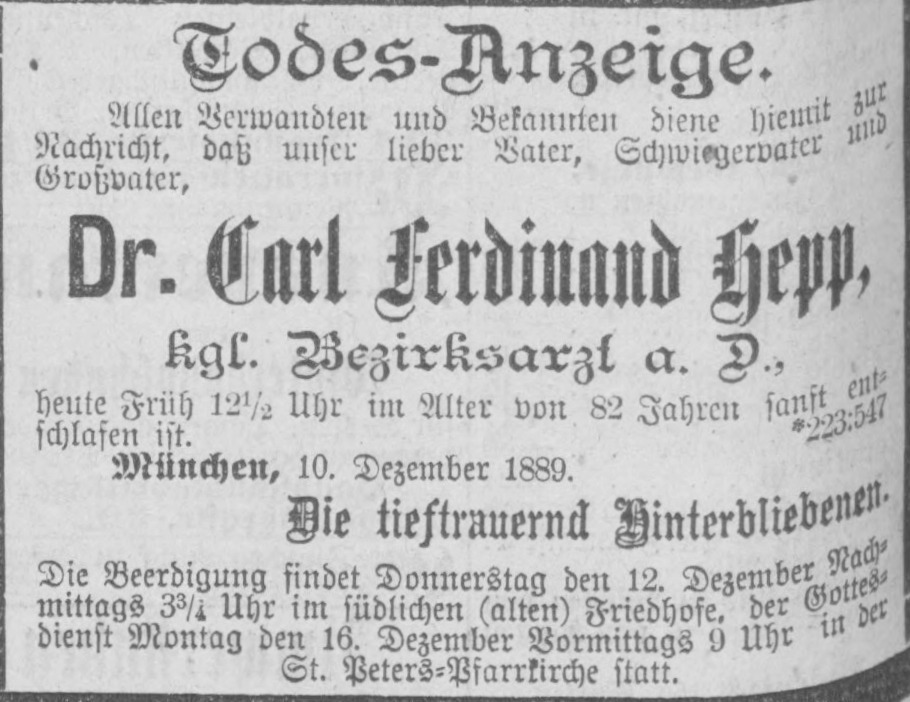 Todes-Anzeige.
Allen Verwandten und Bekannten diene hiemit zur
Nachricht, daß unser lieber Vater, Schwiegervater und
Großvater,
Dr. Carl Ferdinand Hepp,
kgl. Bezirksarzt a. D.,
heute Früh 12½ Uhr im Alter von 82 Jahren sanft ent-
schlafen ist. *223:547
München, 10. Dezember 1889.
Die tieftrauernd Hinterbliebenen.
Die Beerdigung findet Donnerstag den 12. Dezember Nach-
mittags 3¾ Uhr im südlichen (alten) Friedhofe, der Gottes-
dienst Montag den 16. Dezember Vormittags 9 Uhr in der
St. Peters-Pfarrkirche statt.